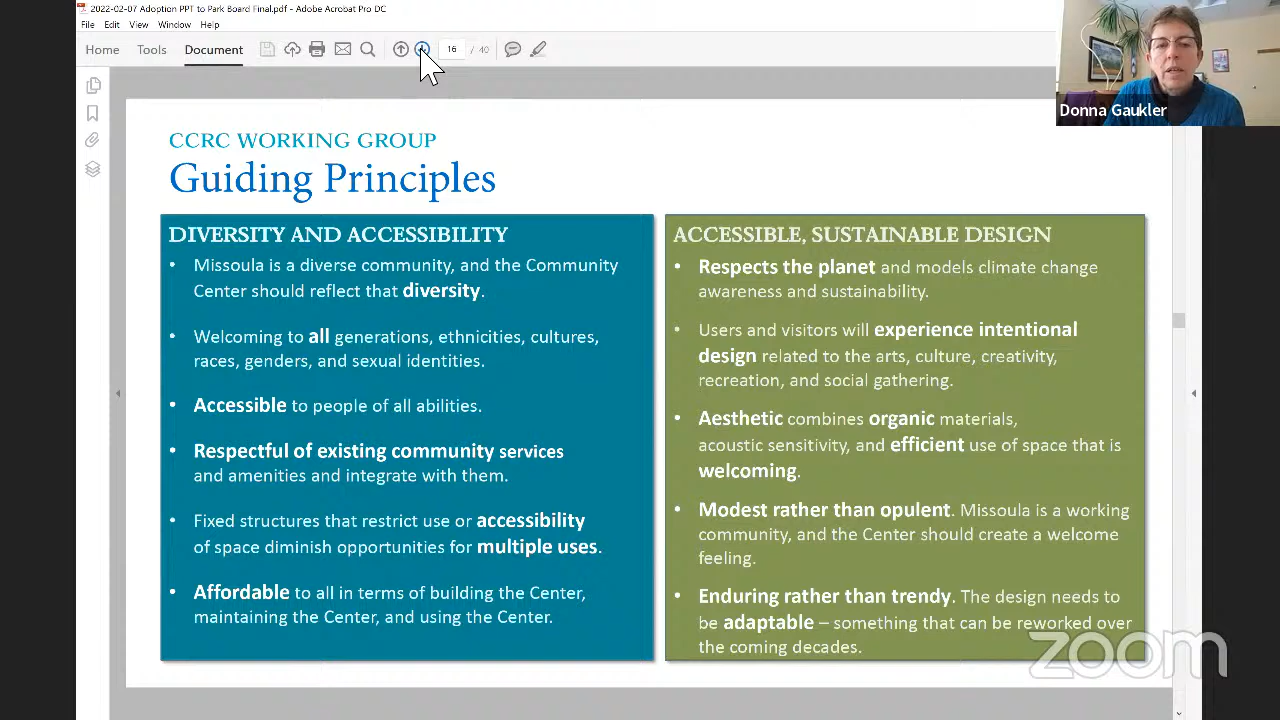 2022-02-07 Adoption PPT to Park Board Final.pdf - Adobe Acrobat Pro DC
File Edit View Window Help
Home Tools Document 16 / 40
Donna Gaukler
CCRC WORKING GROUP
Guiding Principles
DIVERSITY AND ACCESSIBILITY
• Missoula is a diverse community, and the Community
Center should reflect that diversity.
• Welcoming to all generations, ethnicities, cultures,
races, genders, and sexual identities.
• Accessible to people of all abilities.
• Respectful of existing community services
and amenities and integrate with them.
• Fixed structures that restrict use or accessibility
of space diminish opportunities for multiple uses.
• Affordable to all in terms of building the Center,
maintaining the Center, and using the Center.
ACCESSIBLE, SUSTAINABLE DESIGN
• Respects the planet and models climate change
awareness and sustainability.
• Users and visitors will experience intentional
design related to the arts, culture, creativity,
recreation, and social gathering.
• Aesthetic combines organic materials,
acoustic sensitivity, and efficient use of space that is
welcoming.
• Modest rather than opulent. Missoula is a working
community, and the Center should create a welcome
feeling.
• Enduring rather than trendy. The design needs to
be adaptable – something that can be reworked over
the coming decades.
zoom